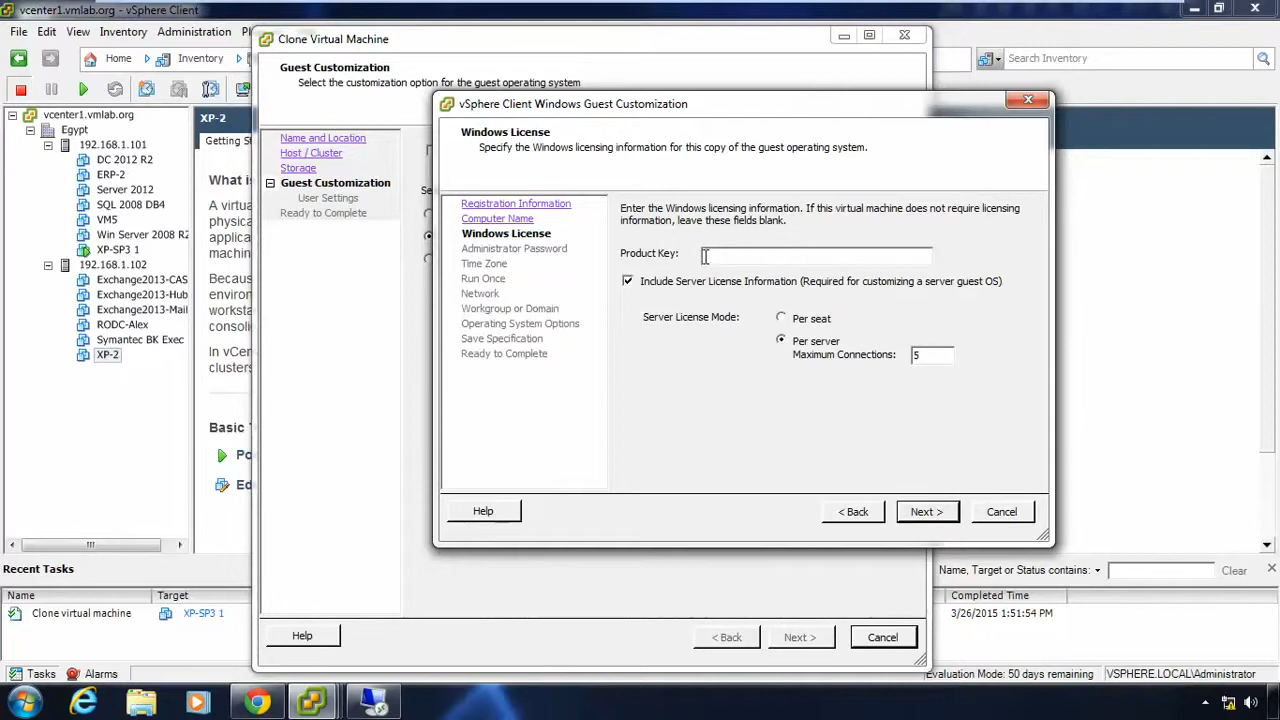 vcenter1.vmlab.org - vSphere Client
File Edit View Inventory Administration
Clone Virtual Machine
Guest Customization
Select the customization option for the guest operating system
Home
Inventory
Search Inventory
vcenter1.vmlab.org
Egypt
192.168.1.101
DC 2012 R2
ERP-2
Server 2012
SQL 2008 DB4
VM5
Win Server 2008 R2
XP-SP3 1
192.168.1.102
Exchange2013-CAS
Exchange2013-Hub
Exchange2013-Mail
RODC-Alex
Symantec BK Exec
XP-2
XP-2
Getting St
What is
A virtua
physica
applica
machin
Becaus
environ
worksta
consoli
In vCer
clusters
Basic T
Po
Ed
Name and Location
Host / Cluster
Storage
Guest Customization
User Settings
Ready to Complete
Se
vSphere Client Windows Guest Customization
Windows License
Specify the Windows licensing information for this copy of the guest operating system.
Registration Information
Computer Name
Windows License
Administrator Password
Time Zone
Run Once
Network
Workgroup or Domain
Operating System Options
Save Specification
Ready to Complete
Enter the Windows licensing information. If this virtual machine does not require licensing
information, leave these fields blank.
Product Key:
Include Server License Information (Required for customizing a server guest OS)
Server License Mode:
Per seat
Per server
Maximum Connections: 5
Help
< Back
Next >
Cancel
Help
< Back
Next >
Cancel
Recent Tasks
Name, Target or Status contains:
Clear
Name
Target
Completed Time
Clone virtual machine
XP-SP3 1
3/26/2015 1:51:54 PM
Tasks
Alarms
Evaluation Mode: 50 days remaining
VSPHERE.LOCAL\Administrator